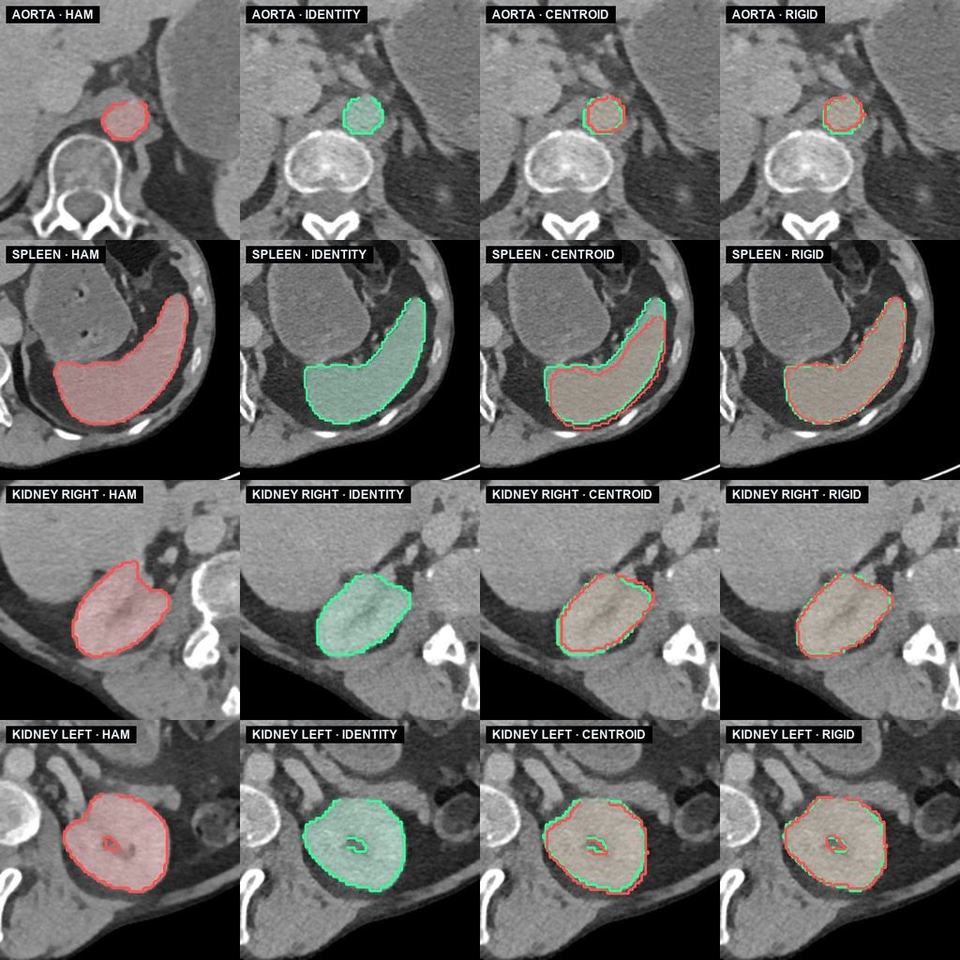 AORTA · HAM
AORTA · IDENTITY
AORTA · CENTROID
AORTA · RIGID
SPLEEN · HAM
SPLEEN · IDENTITY
SPLEEN · CENTROID
SPLEEN · RIGID
KIDNEY RIGHT · HAM
KIDNEY RIGHT · IDENTITY
KIDNEY RIGHT · CENTROID
KIDNEY RIGHT · RIGID
KIDNEY LEFT · HAM
KIDNEY LEFT · IDENTITY
KIDNEY LEFT · CENTROID
KIDNEY LEFT · RIGID